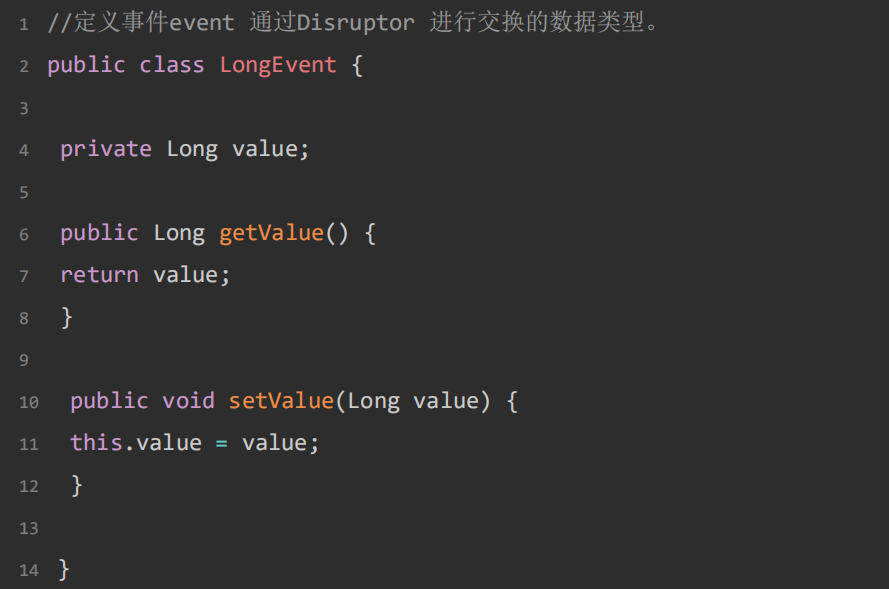 1 //定义事件event 通过Disruptor 进行交换的数据类型。
2 public class LongEvent {
3
4 private Long value;
5
6 public Long getValue() {
7 return value;
8 }
9
10 public void setValue(Long value) {
11 this.value = value;
12 }
13
14 }